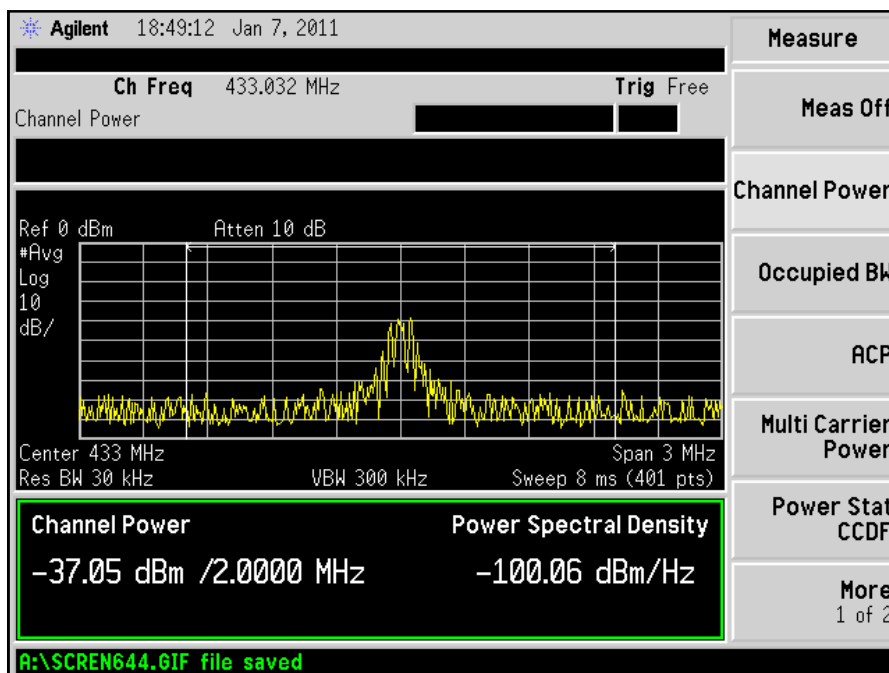 Agilent 18:49:12 Jan 7, 2011
Measure
Ch Freq 433.032 MHz Trig Free
Channel Power
Meas Off
Channel Power
Ref 0 dBm Atten 10 dB
#Avg
Log
10
dB/
Occupied BW
ACP
Multi Carrier
Power
Center 433 MHz Span 3 MHz
Res BW 30 kHz VBW 300 kHz Sweep 8 ms (401 pts)
Power Stat
CCDF
Channel Power Power Spectral Density
-37.05 dBm /2.0000 MHz -100.06 dBm/Hz
More
1 of 2
A:\SCREN644.GIF file saved